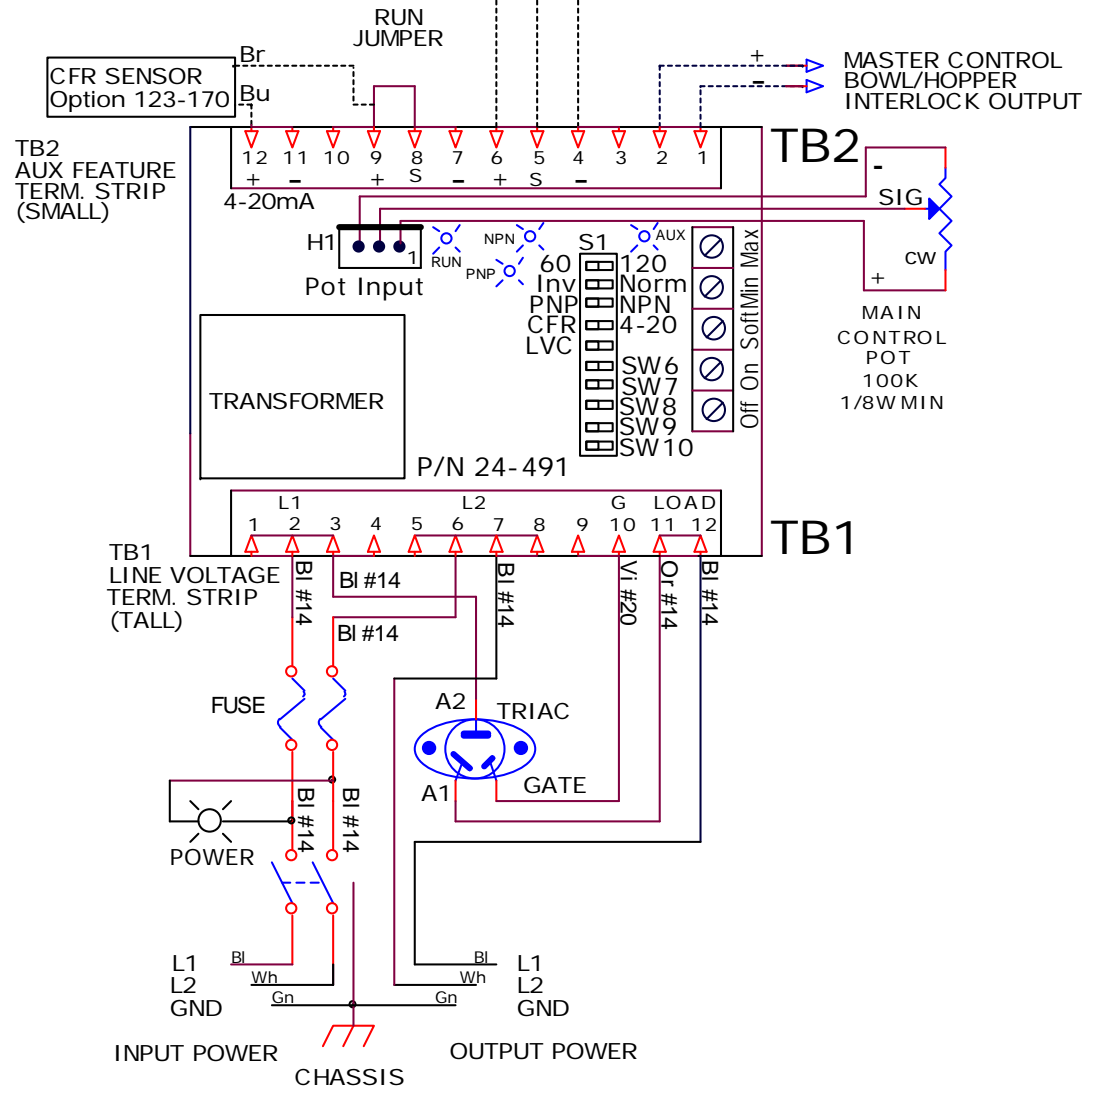 RUN
JUMPER
CFR SENSOR
Option 123-170
Br
Bu
+
-
MASTER CONTROL
BOWL/HOPPER
INTERLOCK OUTPUT
TB2
AUX FEATURE
TERM. STRIP
(SMALL)
12 11 10 9 8 7 6 5 4 3 2 1
+ - + S - + S -
4-20mA
TB2
-
SIG
CW
+
MAIN
CONTROL
POT
100K
1/8W MIN
H1
1
Pot Input
RUN
NPN
PNP
AUX
S1
60 120
Inv Norm
PNP NPN
CFR 4-20
LVC
SW6
SW7
SW8
SW9
SW10
Off On Soft Min Max
TRANSFORMER
P/N 24-491
L1 L2 G LOAD
1 2 3 4 5 6 7 8 9 10 11 12
TB1
TB1
LINE VOLTAGE
TERM. STRIP
(TALL)
Bl #14
Bl #14
Bl #14
Bl #14
Vi #20
Or #14
Bl #14
FUSE
A2
TRIAC
A1
GATE
Bl #14
Bl #14
POWER
L1 Bl
L2 Wh
GND Gn
Bl L1
Wh L2
Gn GND
INPUT POWER
OUTPUT POWER
CHASSIS